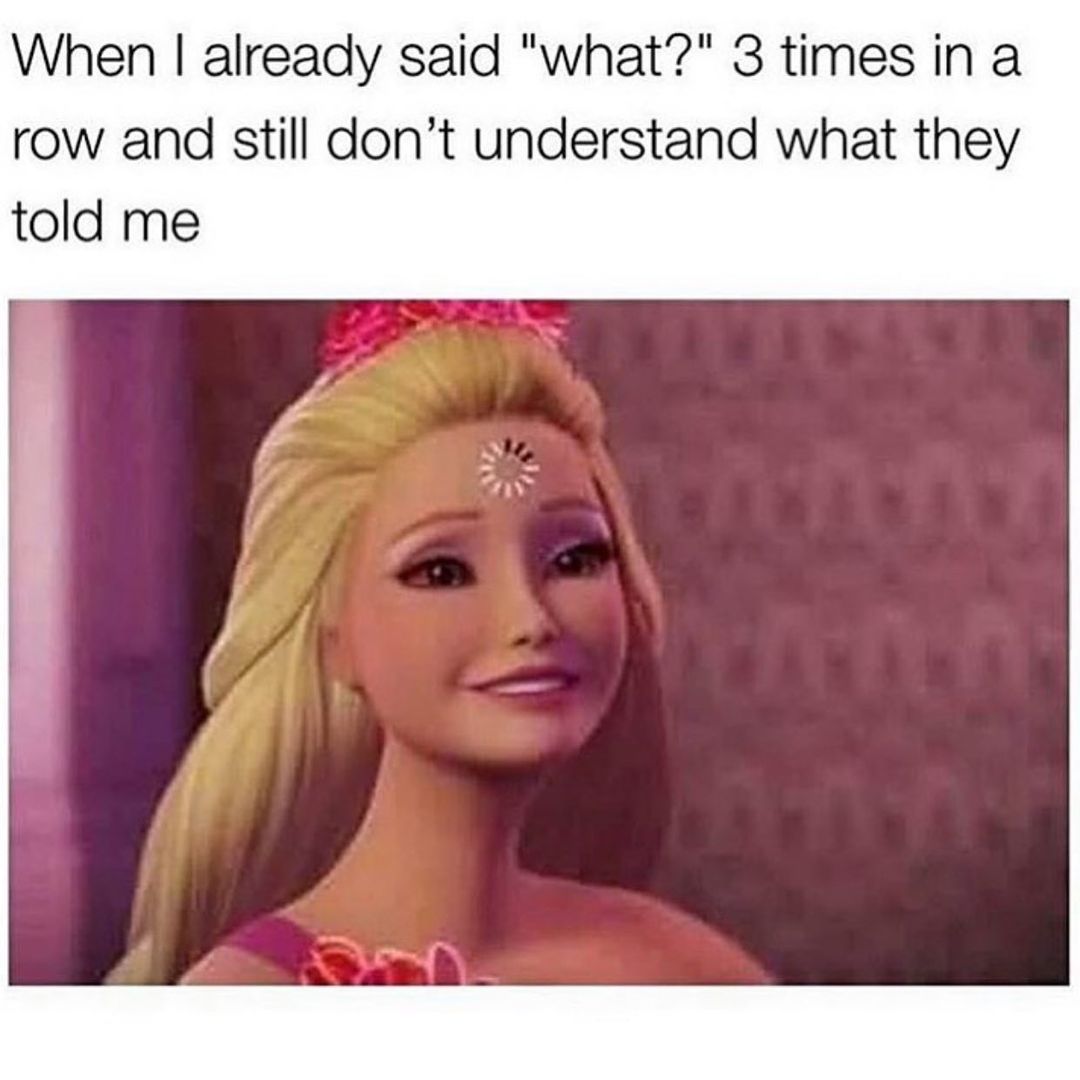 When I already said "what?" 3 times in a
row and still don’t understand what they
told me